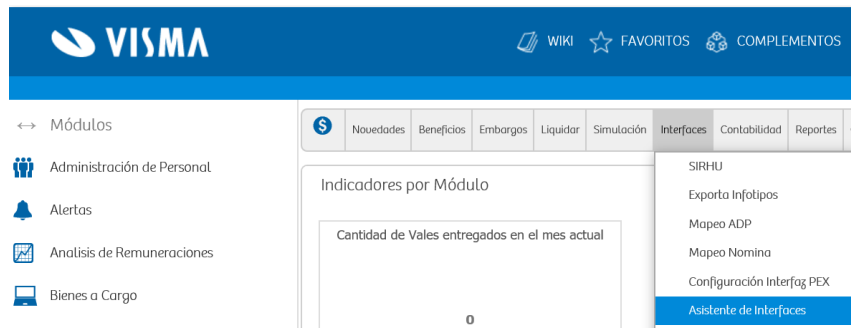 VISMA
WIKI FAVORITOS COMPLEMENTOS
Módulos
Administración de Personal
Alertas
Analisis de Remuneraciones
Bienes a Cargo
Novedades Beneficios Embargos Liquidar Simulación Interfaces Contabilidad Reportes
Indicadores por Módulo
Cantidad de Vales entregados en el mes actual
0
SIRHU
Exporta Infotipos
Mapeo ADP
Mapeo Nomina
Configuración Interfaz PEX
Asistente de Interfaces